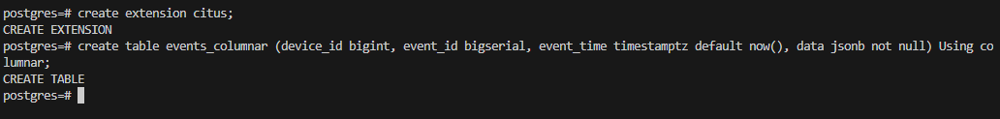 postgres=# create extension citus;
CREATE EXTENSION
postgres=# create table events_columnar (device_id bigint, event_id bigserial, event_time timestamptz default now(), data jsonb not null) Using co
lumnar;
CREATE TABLE
postgres=#